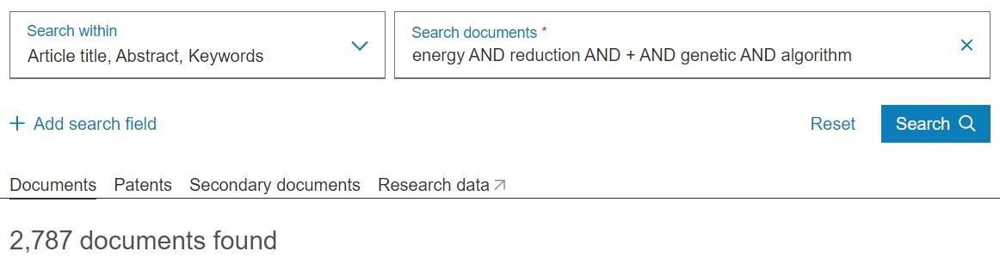 Search within
Article title, Abstract, Keywords
Search documents *
energy AND reduction AND + AND genetic AND algorithm
+ Add search field
Reset
Search
Documents Patents Secondary documents Research data
2,787 documents found